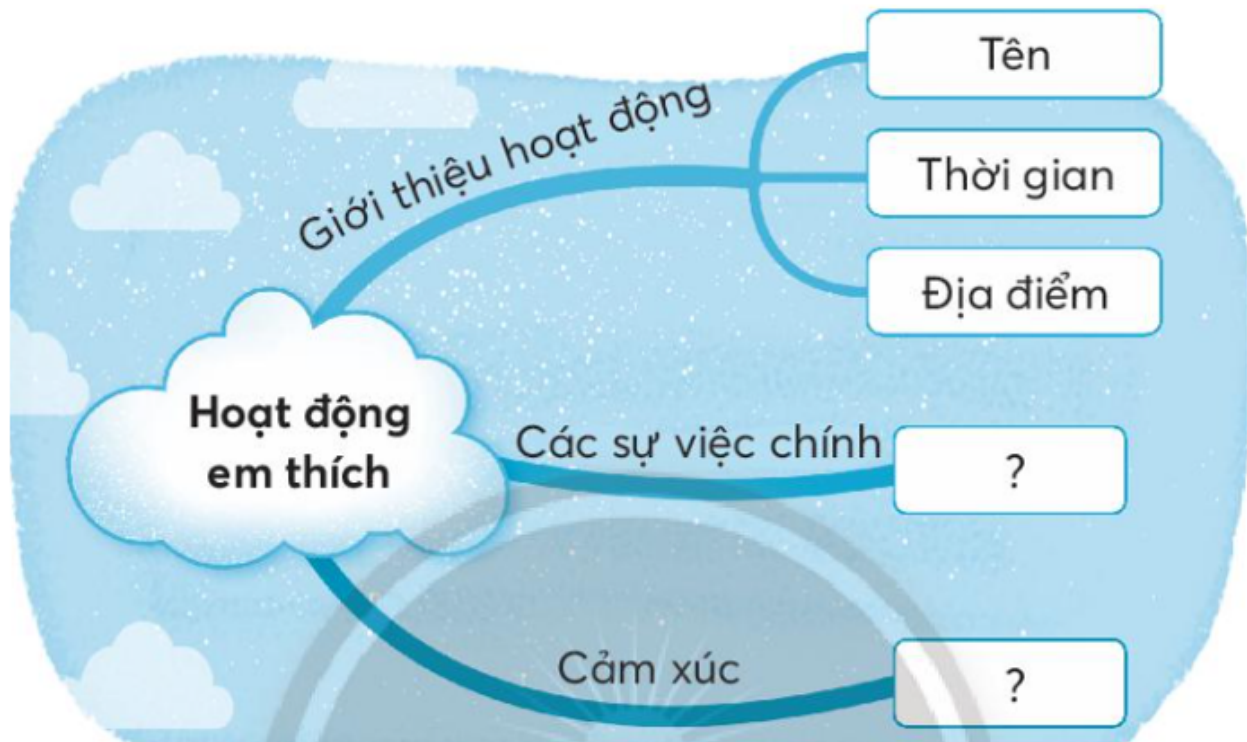 Tên
Giới thiệu hoạt động
Thời gian
Địa điểm
Hoạt động
em thích
Các sự việc chính
?
Cảm xúc
?